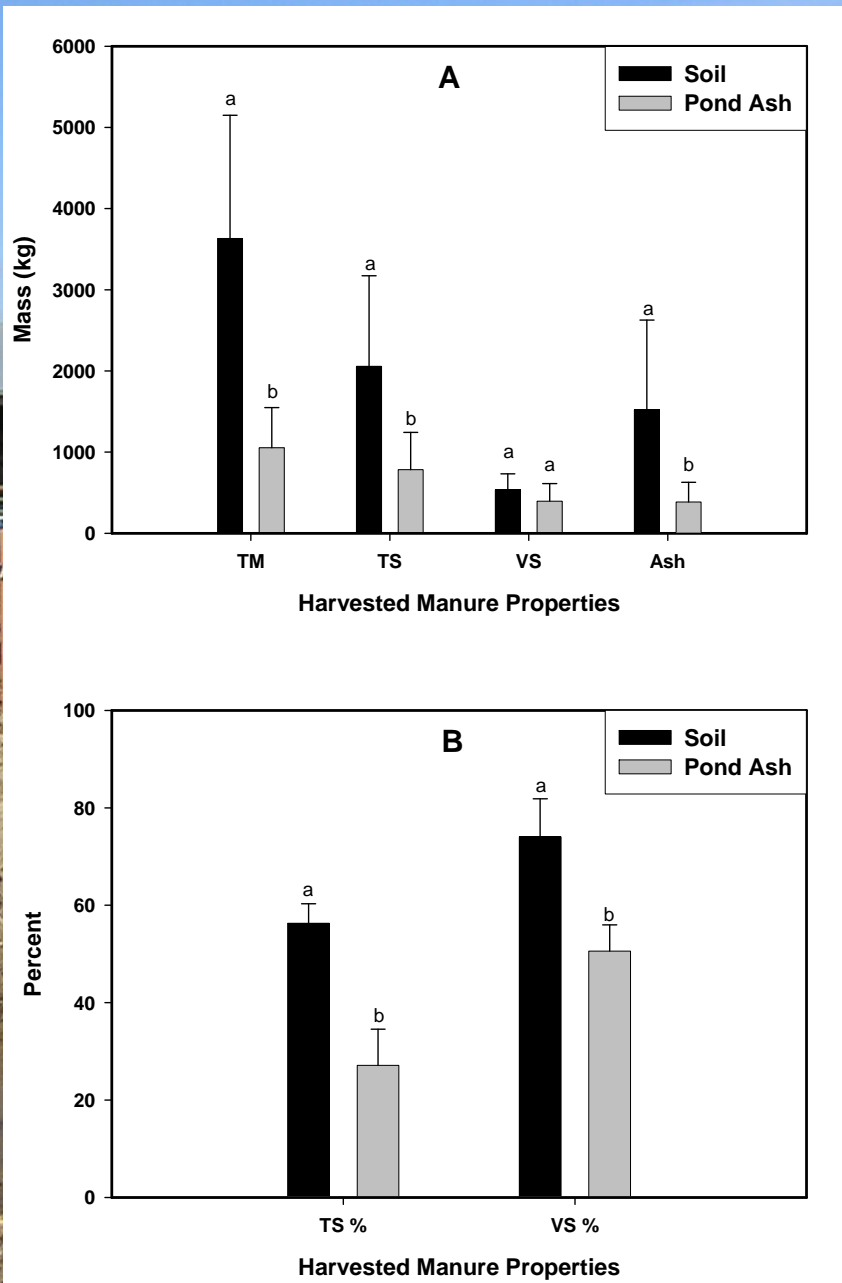 A
Soil
Pond Ash
6000
5000
4000
3000
2000
1000
0
Mass (kg)
a
b
a
b
a
a
a
b
TM
TS
VS
Ash
Harvested Manure Properties
B
Soil
Pond Ash
100
80
60
40
20
0
Percent
a
b
a
b
TS %
VS %
Harvested Manure Properties